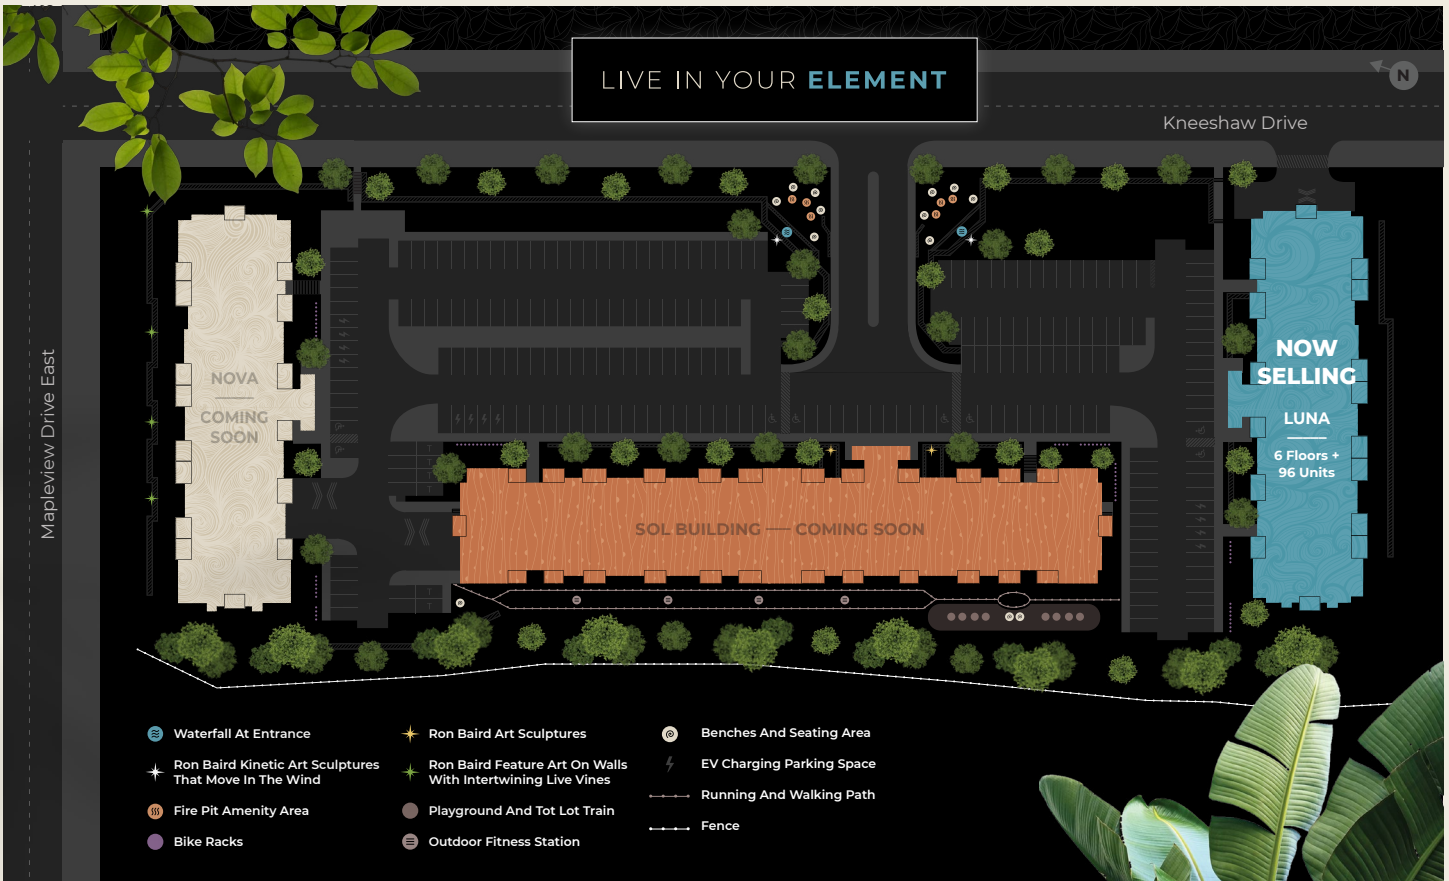 LIVE IN YOUR ELEMENT
N
Kneeshaw Drive
Mapleview Drive East
NOVA
COMING
SOON
NOW
SELLING
LUNA
6 Floors +
96 Units
SOL BUILDING — COMING SOON
Waterfall At Entrance
Ron Baird Kinetic Art Sculptures
That Move In The Wind
Fire Pit Amenity Area
Bike Racks
Ron Baird Art Sculptures
Ron Baird Feature Art On Walls
With Intertwining Live Vines
Playground And Tot Lot Train
Outdoor Fitness Station
Benches And Seating Area
EV Charging Parking Space
Running And Walking Path
Fence